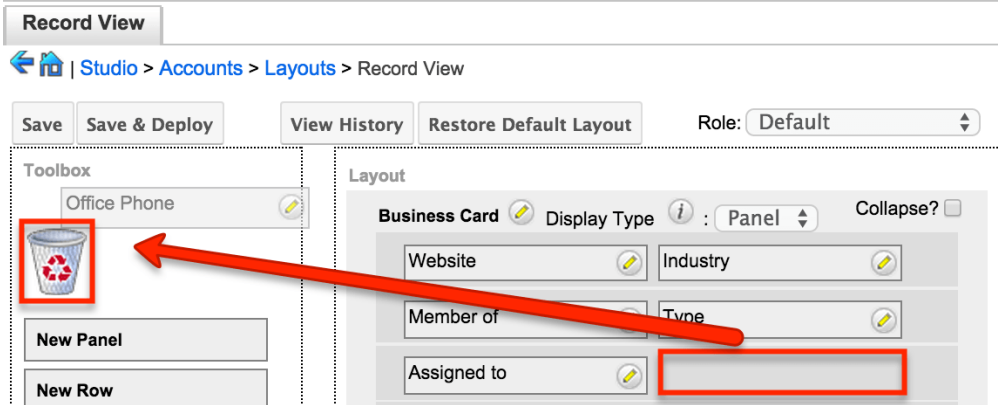 Record View
| Studio > Accounts > Layouts > Record View
Save Save & Deploy View History Restore Default Layout Role: Default
Toolbox
Office Phone
New Panel
New Row
Layout
Business Card Display Type i : Panel Collapse?
Website Industry
Member of Type
Assigned to